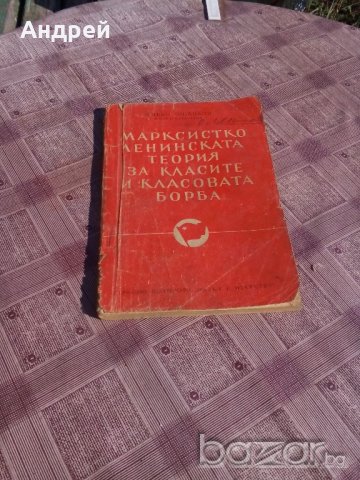 Андрей
МАРКСИСТКО
ЛЕНИНСКАТА
ТЕОРИЯ
ЗА КЛАСИТЕ
И КЛАСОВАТА
БОРБА
bazar.bg